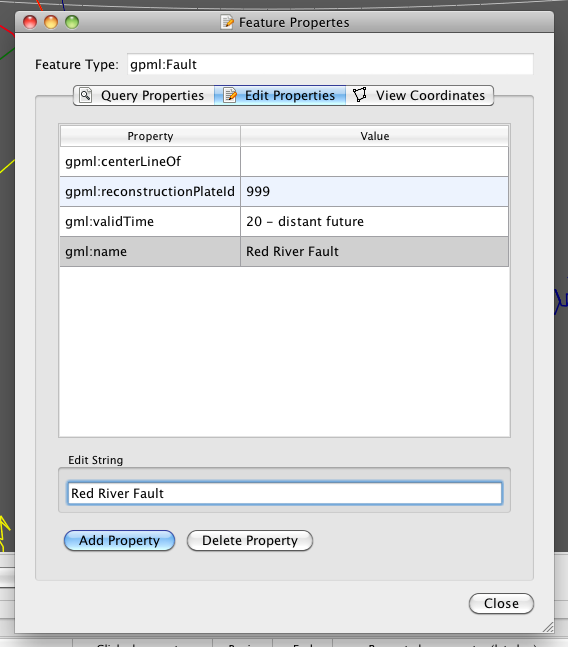 Feature Propertes
Feature Type: gpml:Fault
Query Properties Edit Properties View Coordinates
Property Value
gpml:centerLineOf
gpml:reconstructionPlateId 999
gml:validTime 20 - distant future
gml:name Red River Fault
Edit String
Red River Fault
Add Property Delete Property
Close